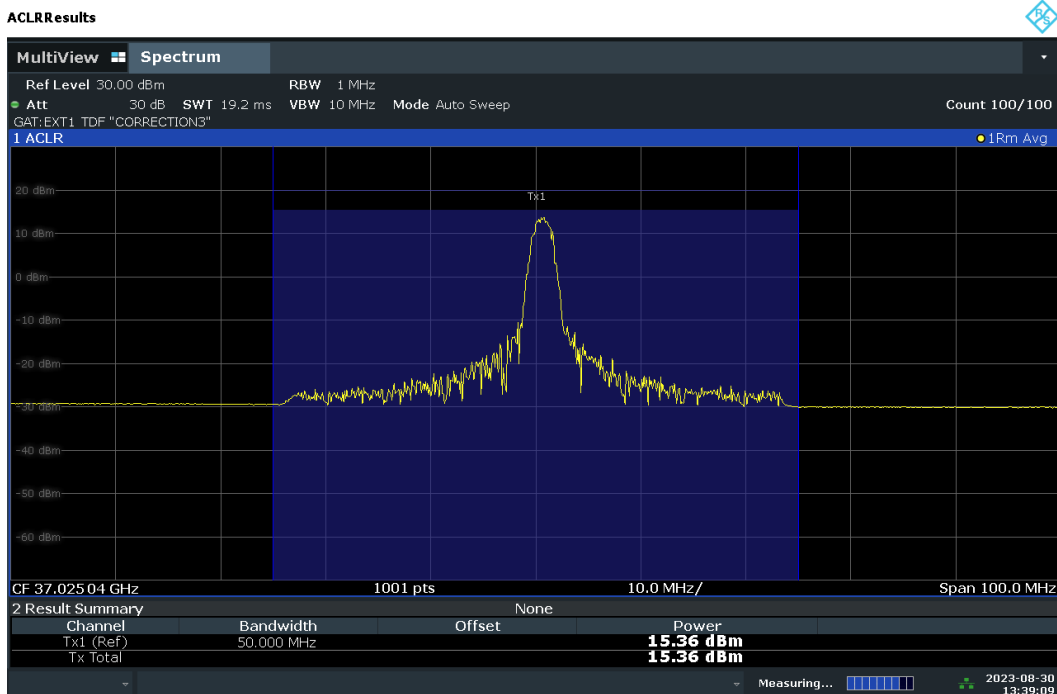 ACLRResults
R&S
MultiView Spectrum
Ref Level 30.00 dBm RBW 1 MHz
Att 30 dB SWT 19.2 ms VBW 10 MHz Mode Auto Sweep Count 100/100
GAT:EXT1 TDF "CORRECTION3"
1 ACLR 1Rm Avg
20 dBm
Tx1
10 dBm
0 dBm
-10 dBm
-20 dBm
-30 dBm
-40 dBm
-50 dBm
-60 dBm
CF 37.02504 GHz 1001 pts 10.0 MHz/ Span 100.0 MHz
2 Result Summary None
Channel Bandwidth Offset Power
Tx1 (Ref) 50.000 MHz 15.36 dBm
Tx Total 15.36 dBm
Measuring... 2023-08-30
13:39:09